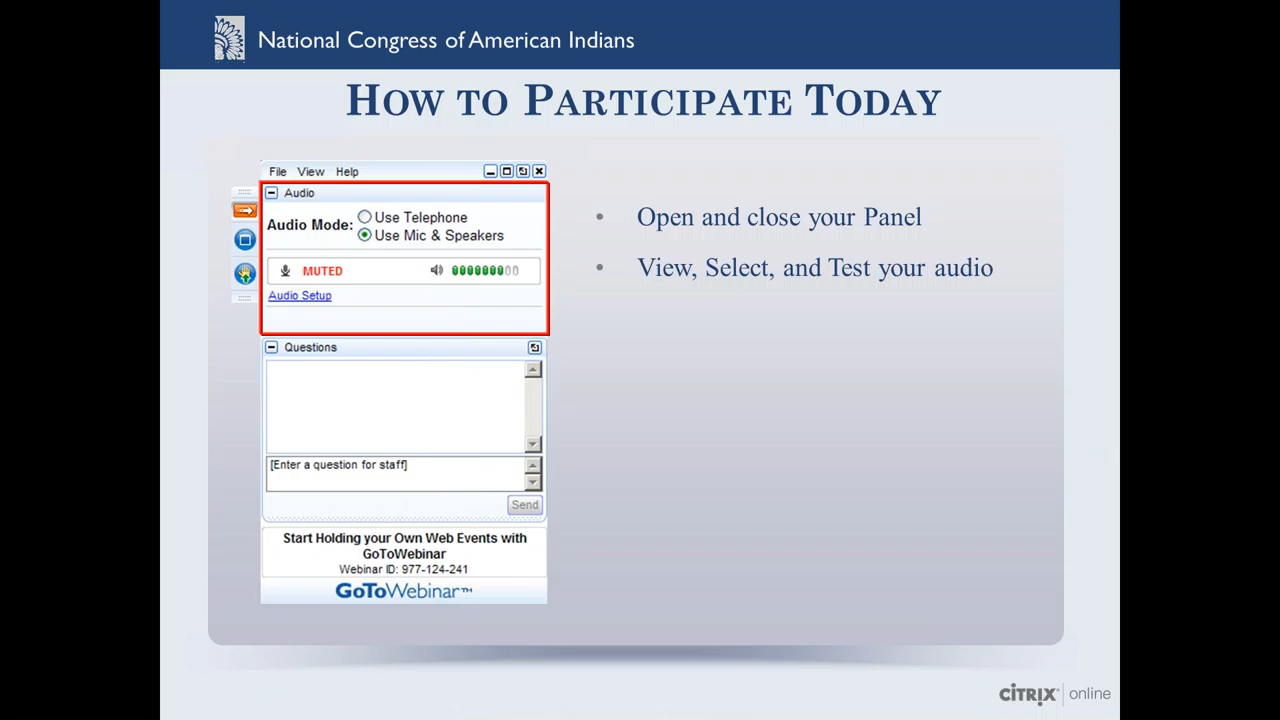 National Congress of American Indians
HOW TO PARTICIPATE TODAY
File View Help
Audio
Audio Mode: Use Telephone
Use Mic & Speakers
MUTED
Audio Setup
Questions
[Enter a question for staff]
Send
Start Holding your Own Web Events with
GoToWebinar
Webinar ID: 977-124-241
GoToWebinar™
• Open and close your Panel
• View, Select, and Test your audio
CITRIX® online